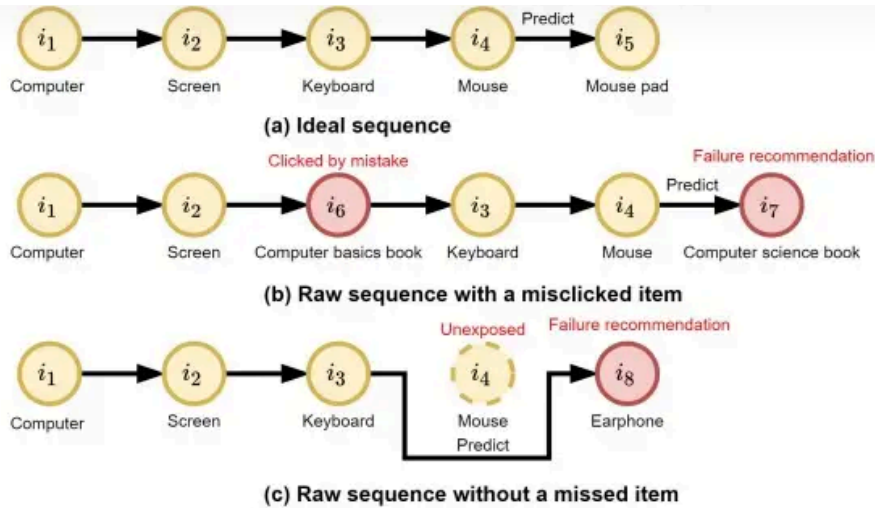 Predict
i₁ i₂ i₃ i₄ i₅
Computer Screen Keyboard Mouse Mouse pad
(a) Ideal sequence
Clicked by mistake Failure recommendation
Predict
i₁ i₂ i₆ i₃ i₄ i₇
Computer Screen Computer basics book Keyboard Mouse Computer science book
(b) Raw sequence with a misclicked item
Unexposed Failure recommendation
i₁ i₂ i₃ i₄ i₈
Computer Screen Keyboard Mouse Earphone
Predict
(c) Raw sequence without a missed item